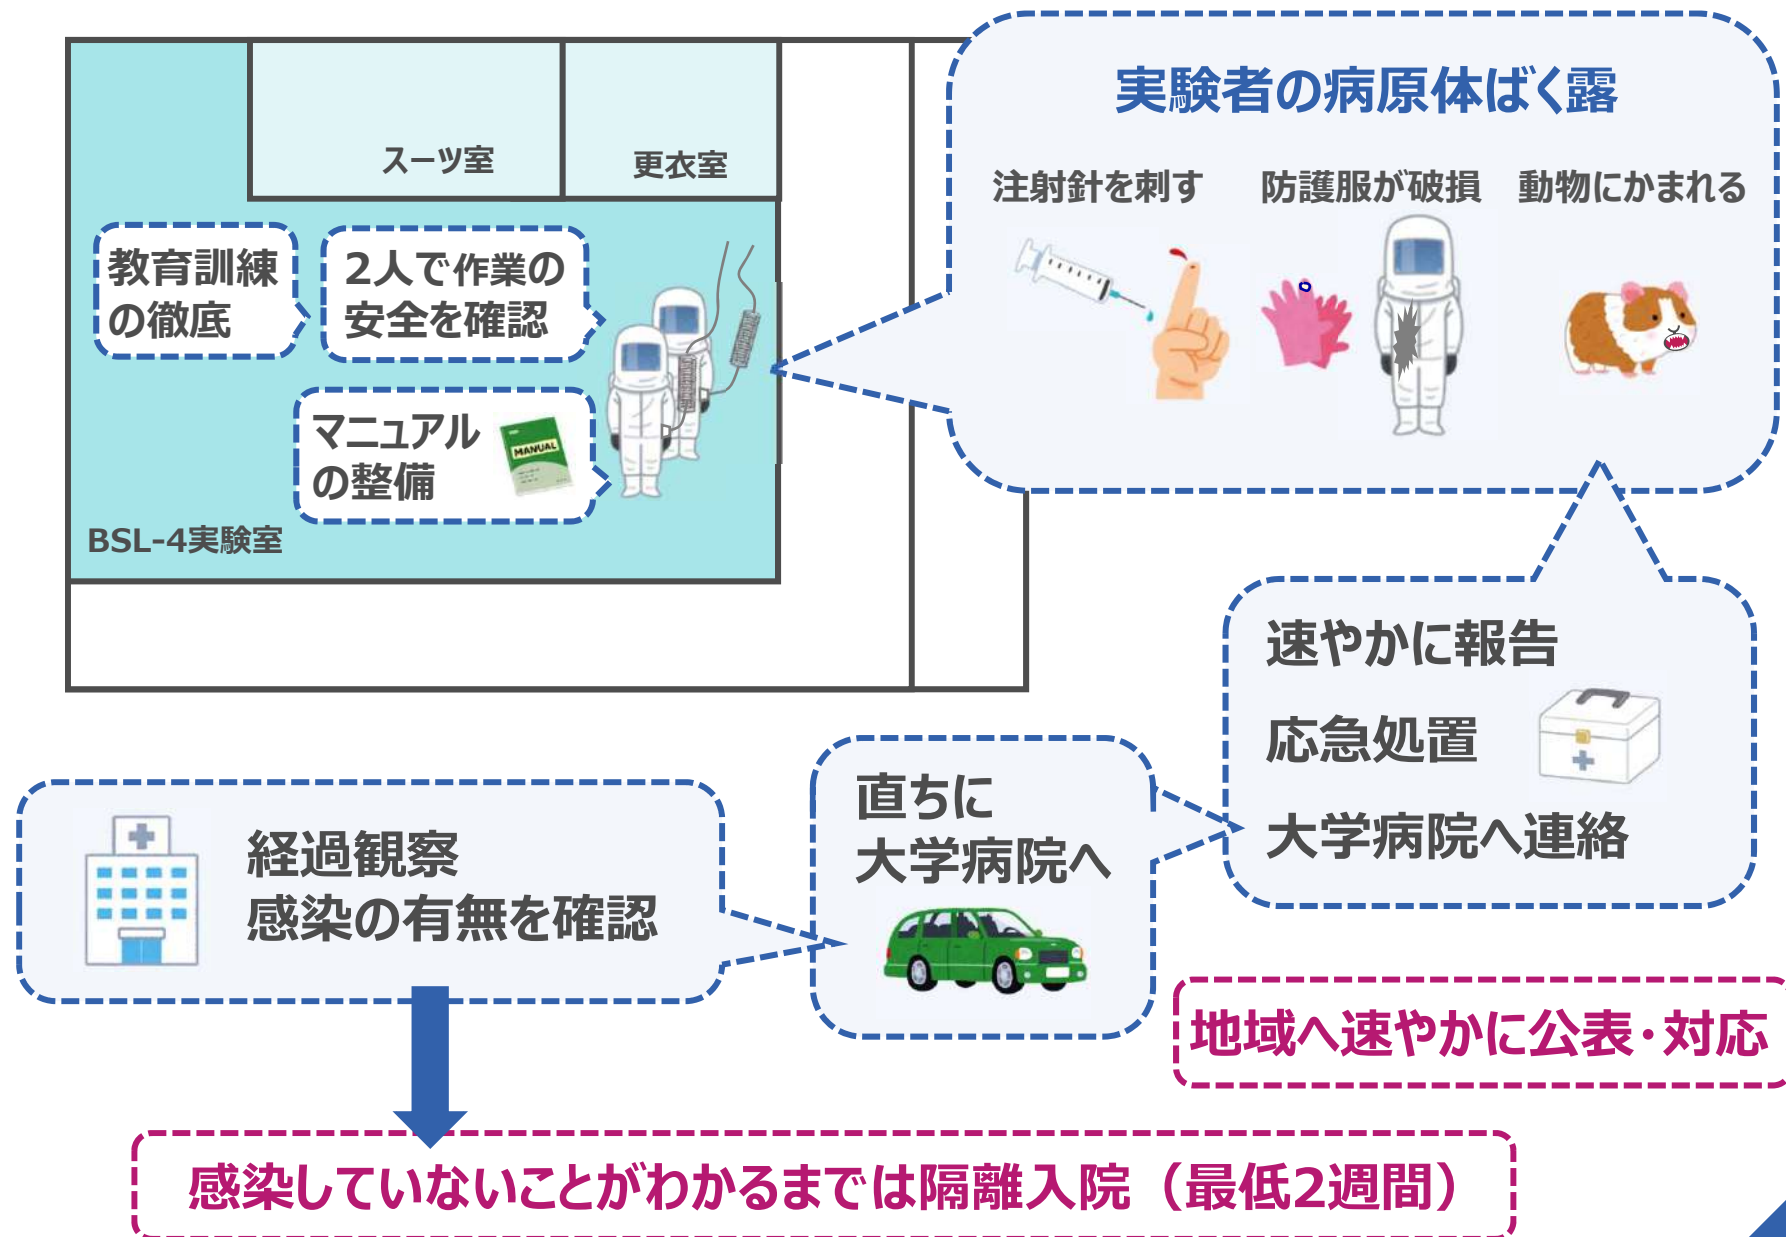 スーツ室
更衣室
教育訓練
の徹底
2人で作業の
安全を確認
マニュアル
の整備
MANUAL
BSL-4実験室
実験者の病原体ばく露
注射針を刺す
防護服が破損
動物にかまれる
速やかに報告
応急処置
大学病院へ連絡
直ちに
大学病院へ
経過観察
感染の有無を確認
地域へ速やかに公表・対応
感染していないことがわかるまでは隔離入院（最低2週間）